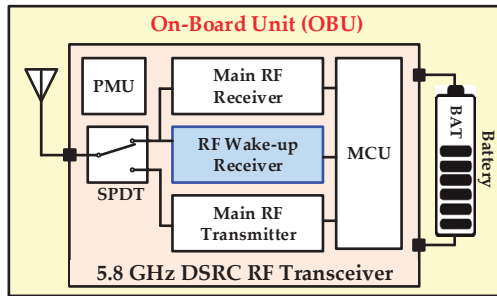 On-Board Unit (OBU)
PMU
Main RF
Receiver
RF Wake-up
Receiver
Main RF
Transmitter
SPDT
MCU
BAT
Battery
5.8 GHz DSRC RF Transceiver